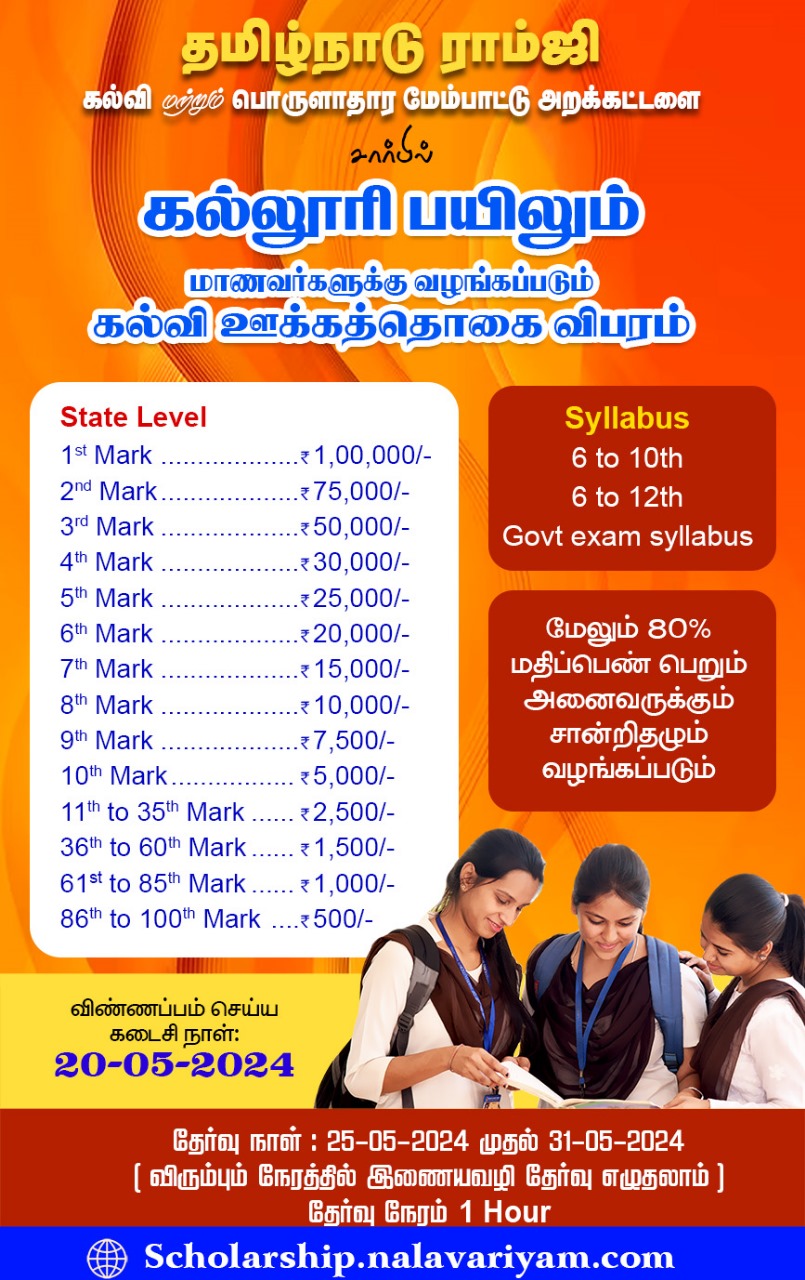 தமிழ்நாடு ராம்ஜி
கல்வி மற்றும் பொருளாதார மேம்பாட்டு அறக்கட்டளை
சார்பில்
கல்லூரி பயிலும்
மாணவர்களுக்கு வழங்கப்படும்
கல்வி ஊக்கத்தொகை விபரம்
State Level
1st Mark ...................₹ 1,00,000/-
2nd Mark...................₹ 75,000/-
3rd Mark ...................₹ 50,000/-
4th Mark ...................₹ 30,000/-
5th Mark ...................₹ 25,000/-
6th Mark ...................₹ 20,000/-
7th Mark ...................₹ 15,000/-
8th Mark ...................₹ 10,000/-
9th Mark ...................₹ 7,500/-
10th Mark................. ₹ 5,000/-
11th to 35th Mark ...... ₹ 2,500/-
36th to 60th Mark ...... ₹ 1,500/-
61st to 85th Mark ...... ₹ 1,000/-
86th to 100th Mark ....₹ 500/-
Syllabus
6 to 10th
6 to 12th
Govt exam syllabus
மேலும் 80%
மதிப்பெண் பெறும்
அனைவருக்கும்
சான்றிதழும்
வழங்கப்படும்
விண்ணப்பம் செய்ய
கடைசி நாள்:
20-05-2024
தேர்வு நாள் : 25-05-2024 முதல் 31-05-2024
( விரும்பும் நேரத்தில் இணையவழி தேர்வு எழுதலாம் )
தேர்வு நேரம் 1 Hour
Scholarship.nalavariyam.com